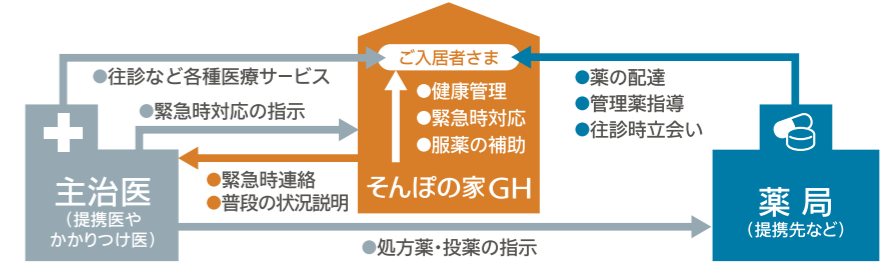 ご入居者さま
●往診など各種医療サービス
●緊急時対応の指示
●健康管理
●緊急時対応
●服薬の補助
●薬の配達
●管理薬指導
●往診時立会い
●緊急時連絡
●普段の状況説明
そんぽの家GH
主治医
(提携医や
かかりつけ医)
薬局
(提携先など)
●処方薬・投薬の指示